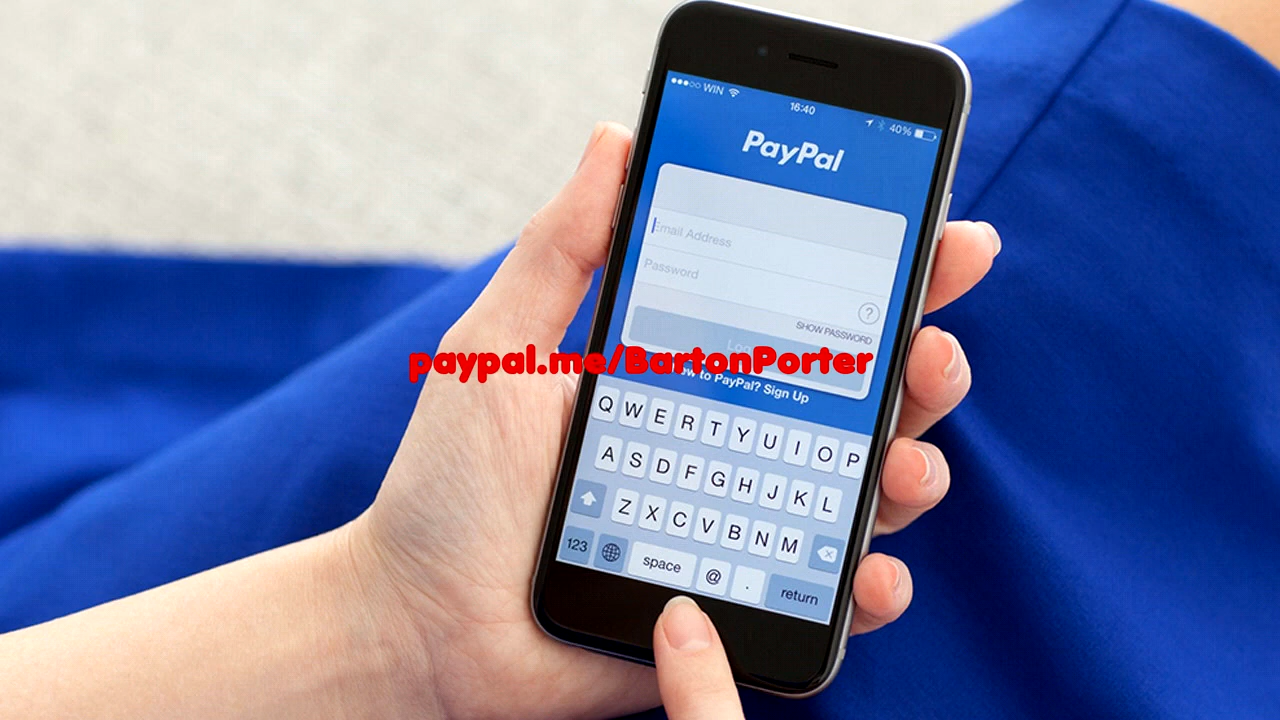 WIN
16:40
40%
PayPal
Email Address
Password
?
SHOW PASSWORD
paypal.me/BartonPorter
to PayPal? Sign Up
Q W E R T Y U I O P
A S D F G H J K L
Z X C V B N M
123 space @ . return